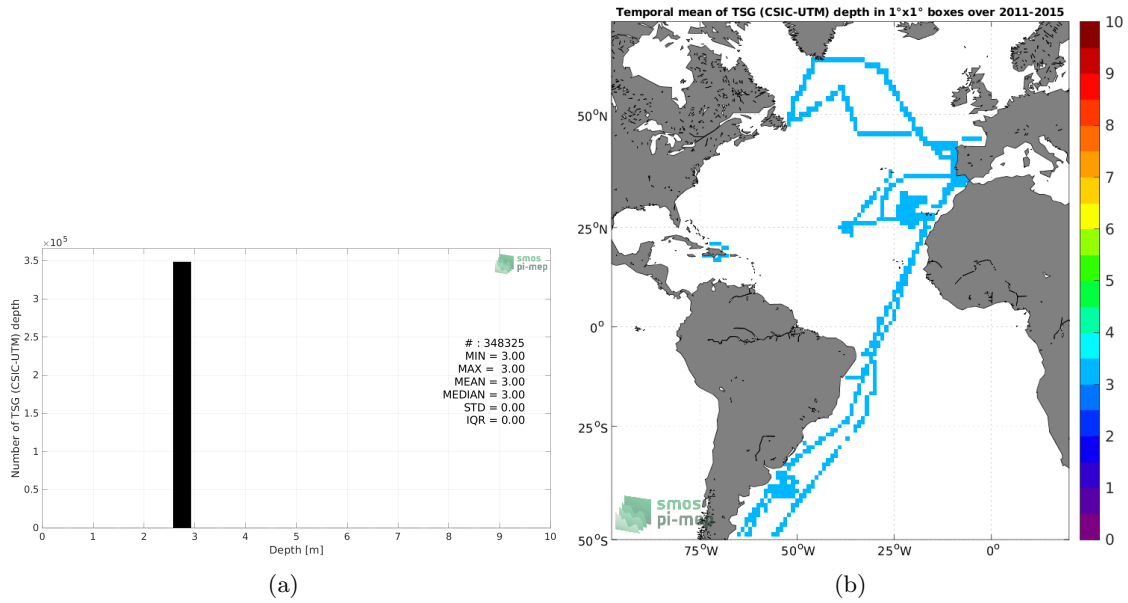 ×10⁵
3.5
3
2.5
2
1.5
1
0.5
0
Number of TSG (CSIC-UTM) depth
smos
pi-mep
# : 348325
MIN = 3.00
MAX = 3.00
MEAN = 3.00
MEDIAN = 3.00
STD = 0.00
IQR = 0.00
0 1 2 3 4 5 6 7 8 9 10
Depth [m]
(a)
Temporal mean of TSG (CSIC-UTM) depth in 1°x1° boxes over 2011-2015
50°N
25°N
0°
25°S
50°S
75°W 50°W 25°W 0°
smos
pi-mep
10
9
8
7
6
5
4
3
2
1
0
(b)